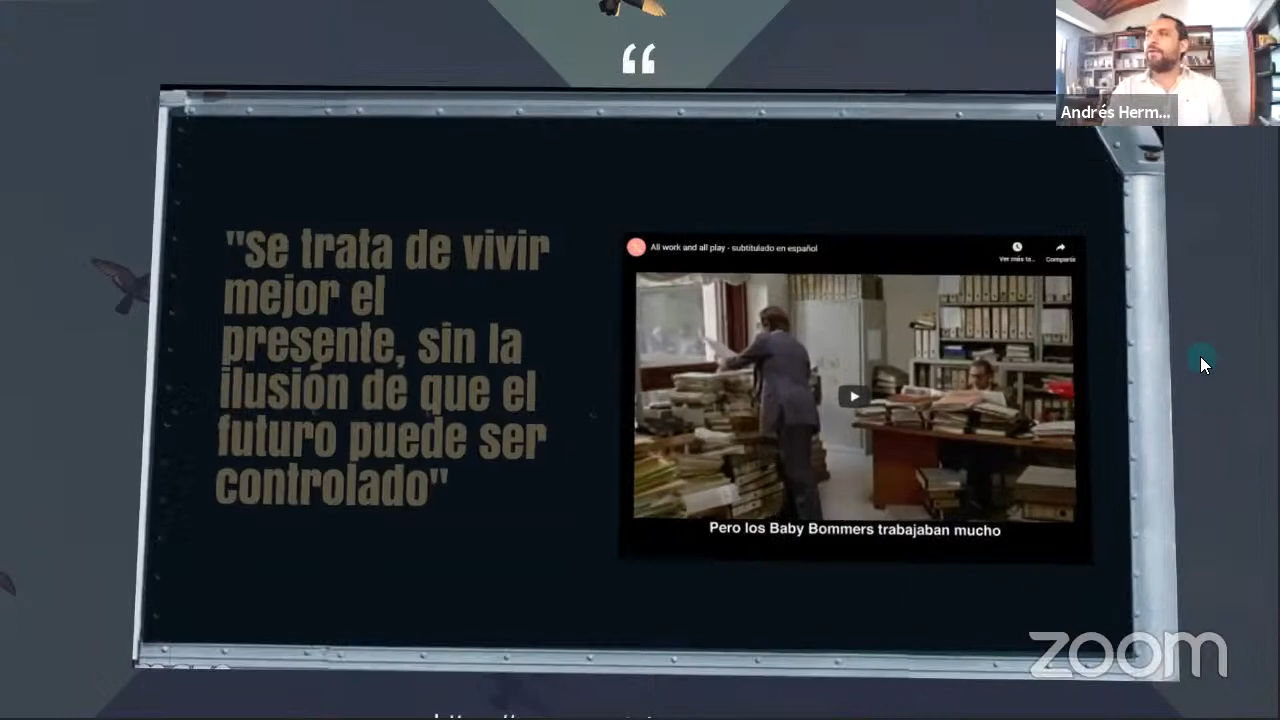 “
Andrés Herm...
"Se trata de vivir
mejor el
presente, sin la
ilusión de que el
futuro puede ser
controlado"
All work and all play - subtitulado en español
Ver más ta...
Compartir
Pero los Baby Bommers trabajaban mucho
zoom